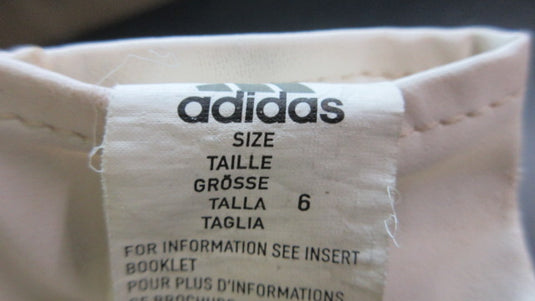 adidas
SIZE
TAILLE
GRÖSSE
TALLA 6
TAGLIA
FOR INFORMATION SEE INSERT
BOOKLET
POUR PLUS D'INFORMATIONS